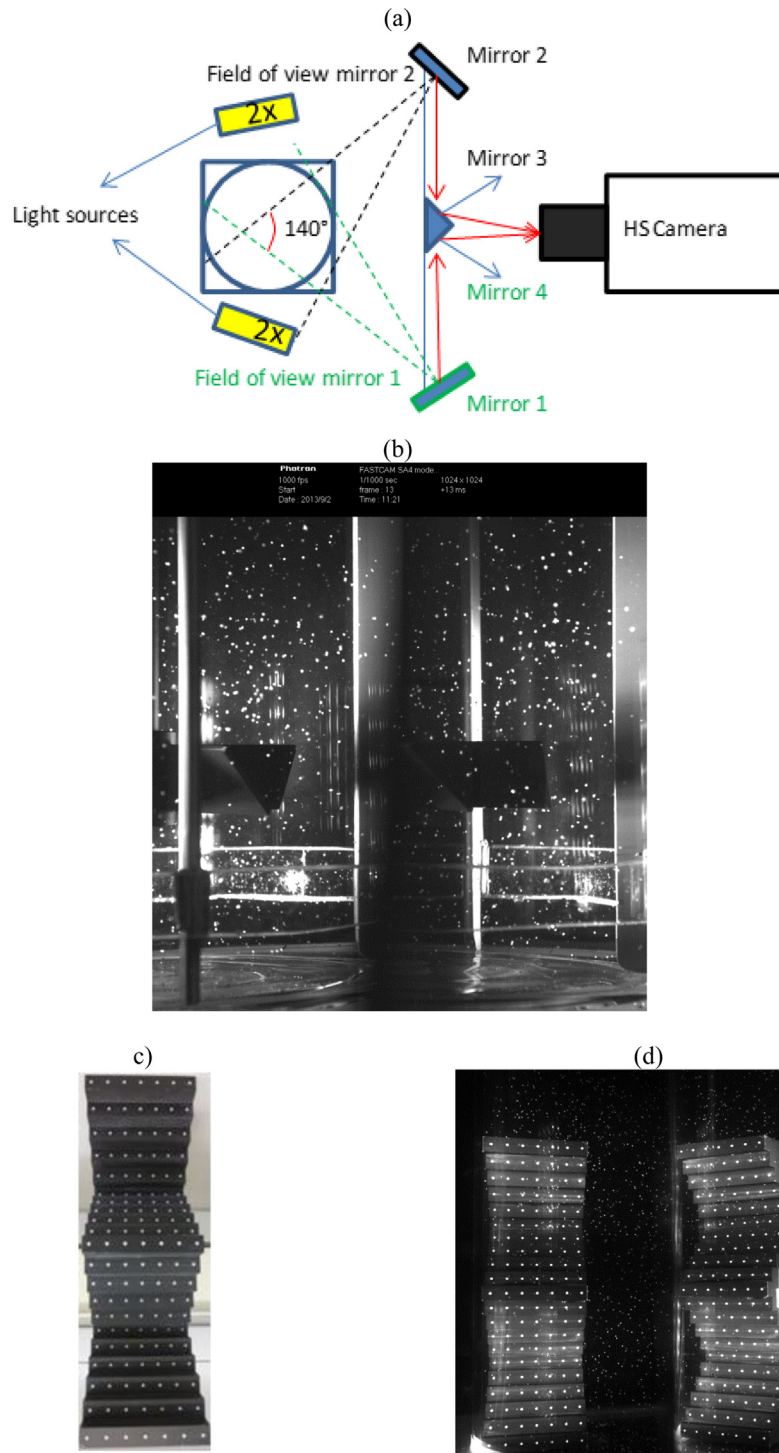 (a)
Mirror 2
Field of view mirror 2
2x
Mirror 3
Light sources
140°
HS Camera
Mirror 4
2x
Field of view mirror 1
Mirror 1
(b)
Photron FASTCAM SA4 mode...
1000 fps 1/1000 sec 1024 x 1024
Start frame : 13 +13 ms
Date : 2013/9/2 Time : 11:21
c) (d)